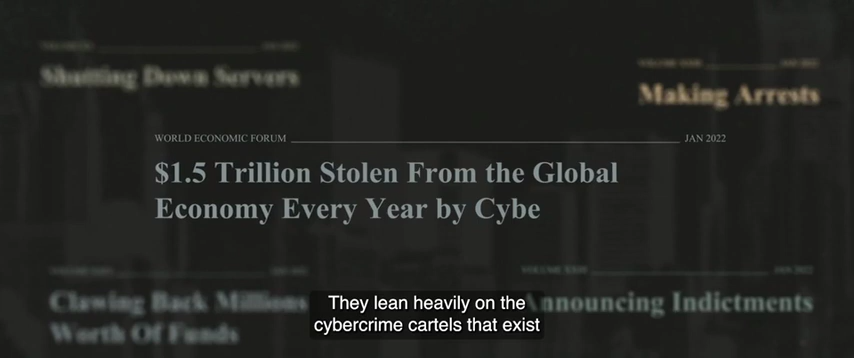 Shutting Down Servers
Making Arrests
WORLD ECONOMIC FORUM JAN 2022
$1.5 Trillion Stolen From the Global
Economy Every Year by Cybe
Clawing Back Millions
Worth Of Funds
Announcing Indictments
They lean heavily on the
cybercrime cartels that exist